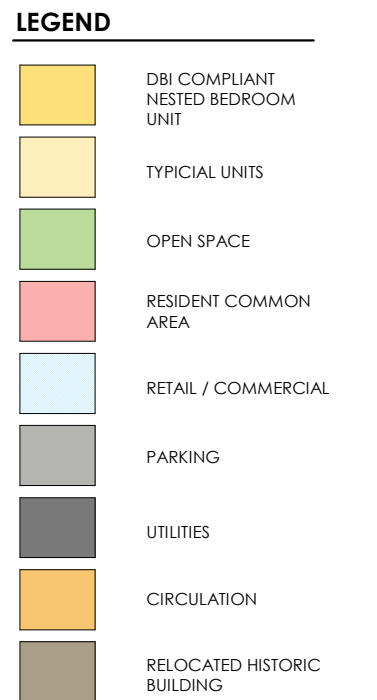 LEGEND
DBI COMPLIANT
NESTED BEDROOM
UNIT
TYPICIAL UNITS
OPEN SPACE
RESIDENT COMMON
AREA
RETAIL / COMMERCIAL
PARKING
UTILITIES
CIRCULATION
RELOCATED HISTORIC
BUILDING